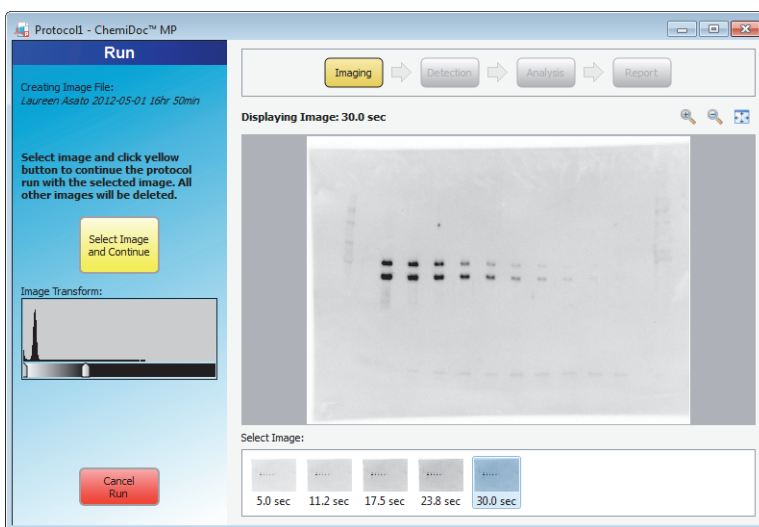 Protocol1 - ChemiDoc™ MP
Run
Creating Image File:
Laureen Asato 2012-05-01 16hr 50min
Select image and click yellow
button to continue the protocol
run with the selected image. All
other images will be deleted.
Select Image
and Continue
Image Transform:
Cancel
Run
Imaging
Detection
Analysis
Report
Displaying Image: 30.0 sec
Select Image:
5.0 sec
11.2 sec
17.5 sec
23.8 sec
30.0 sec